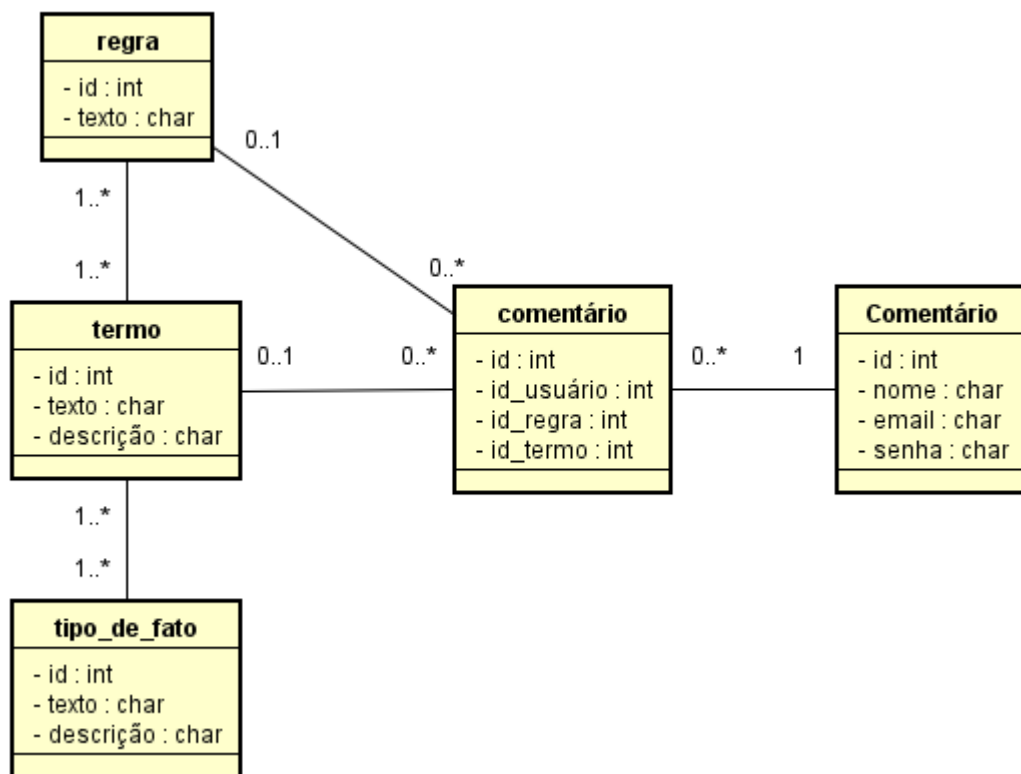 regra
- id : int
- texto : char
0..1
1..*
1..*
0..*
termo
- id : int
- texto : char
- descrição : char
0..1
0..*
comentário
- id : int
- id_usuário : int
- id_regra : int
- id_termo : int
0..*
1
Comentário
- id : int
- nome : char
- email : char
- senha : char
1..*
1..*
tipo_de_fato
- id : int
- texto : char
- descrição : char